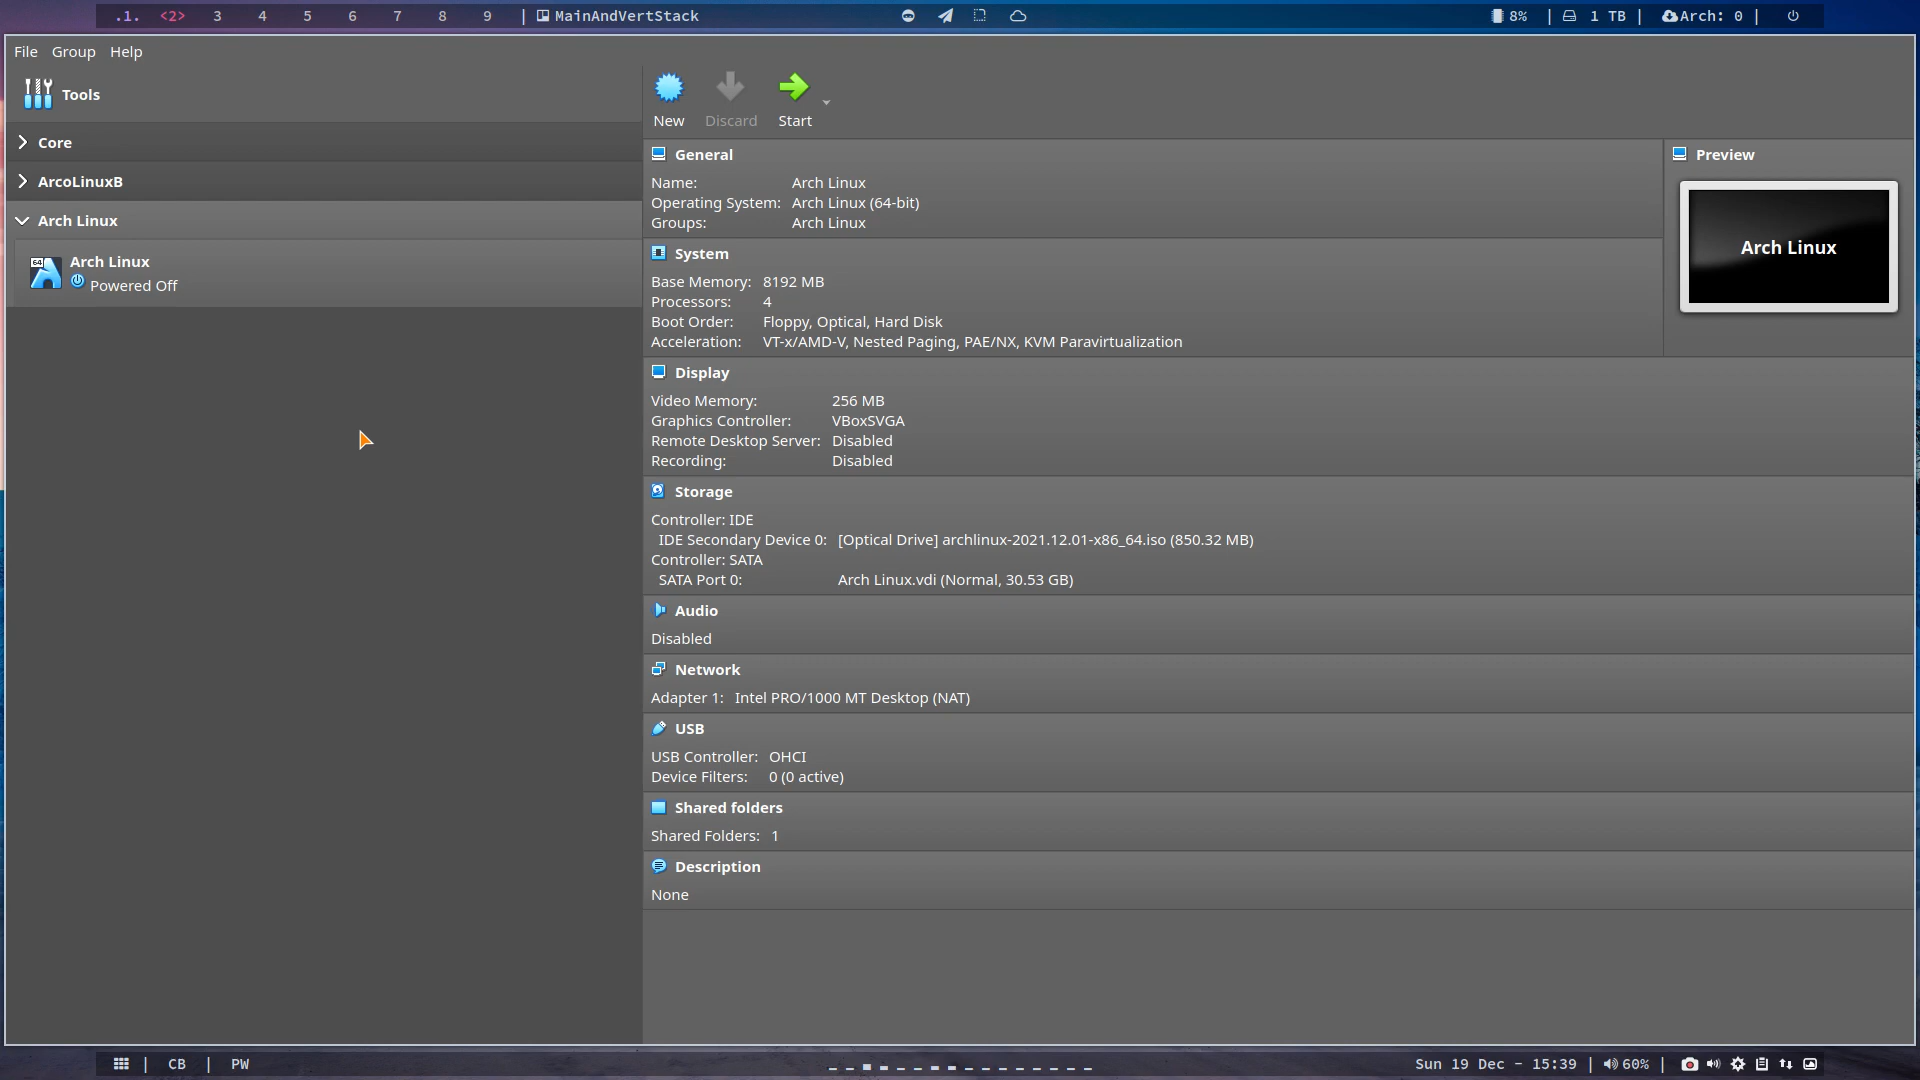 .1. <2> 3 4 5 6 7 8 9 | MainAndVertStack 8% | 1 TB | Arch: 0 |
File Group Help
Tools
Core
ArcoLinuxB
Arch Linux
64
Arch Linux
Powered Off
New Discard Start
General
Name: Arch Linux
Operating System: Arch Linux (64-bit)
Groups: Arch Linux
Preview
Arch Linux
System
Base Memory: 8192 MB
Processors: 4
Boot Order: Floppy, Optical, Hard Disk
Acceleration: VT-x/AMD-V, Nested Paging, PAE/NX, KVM Paravirtualization
Display
Video Memory: 256 MB
Graphics Controller: VBoxSVGA
Remote Desktop Server: Disabled
Recording: Disabled
Storage
Controller: IDE
IDE Secondary Device 0: [Optical Drive] archlinux-2021.12.01-x86_64.iso (850.32 MB)
Controller: SATA
SATA Port 0: Arch Linux.vdi (Normal, 30.53 GB)
Audio
Disabled
Network
Adapter 1: Intel PRO/1000 MT Desktop (NAT)
USB
USB Controller: OHCI
Device Filters: 0 (0 active)
Shared folders
Shared Folders: 1
Description
None
| CB | PW Sun 19 Dec - 15:39 | 60% |